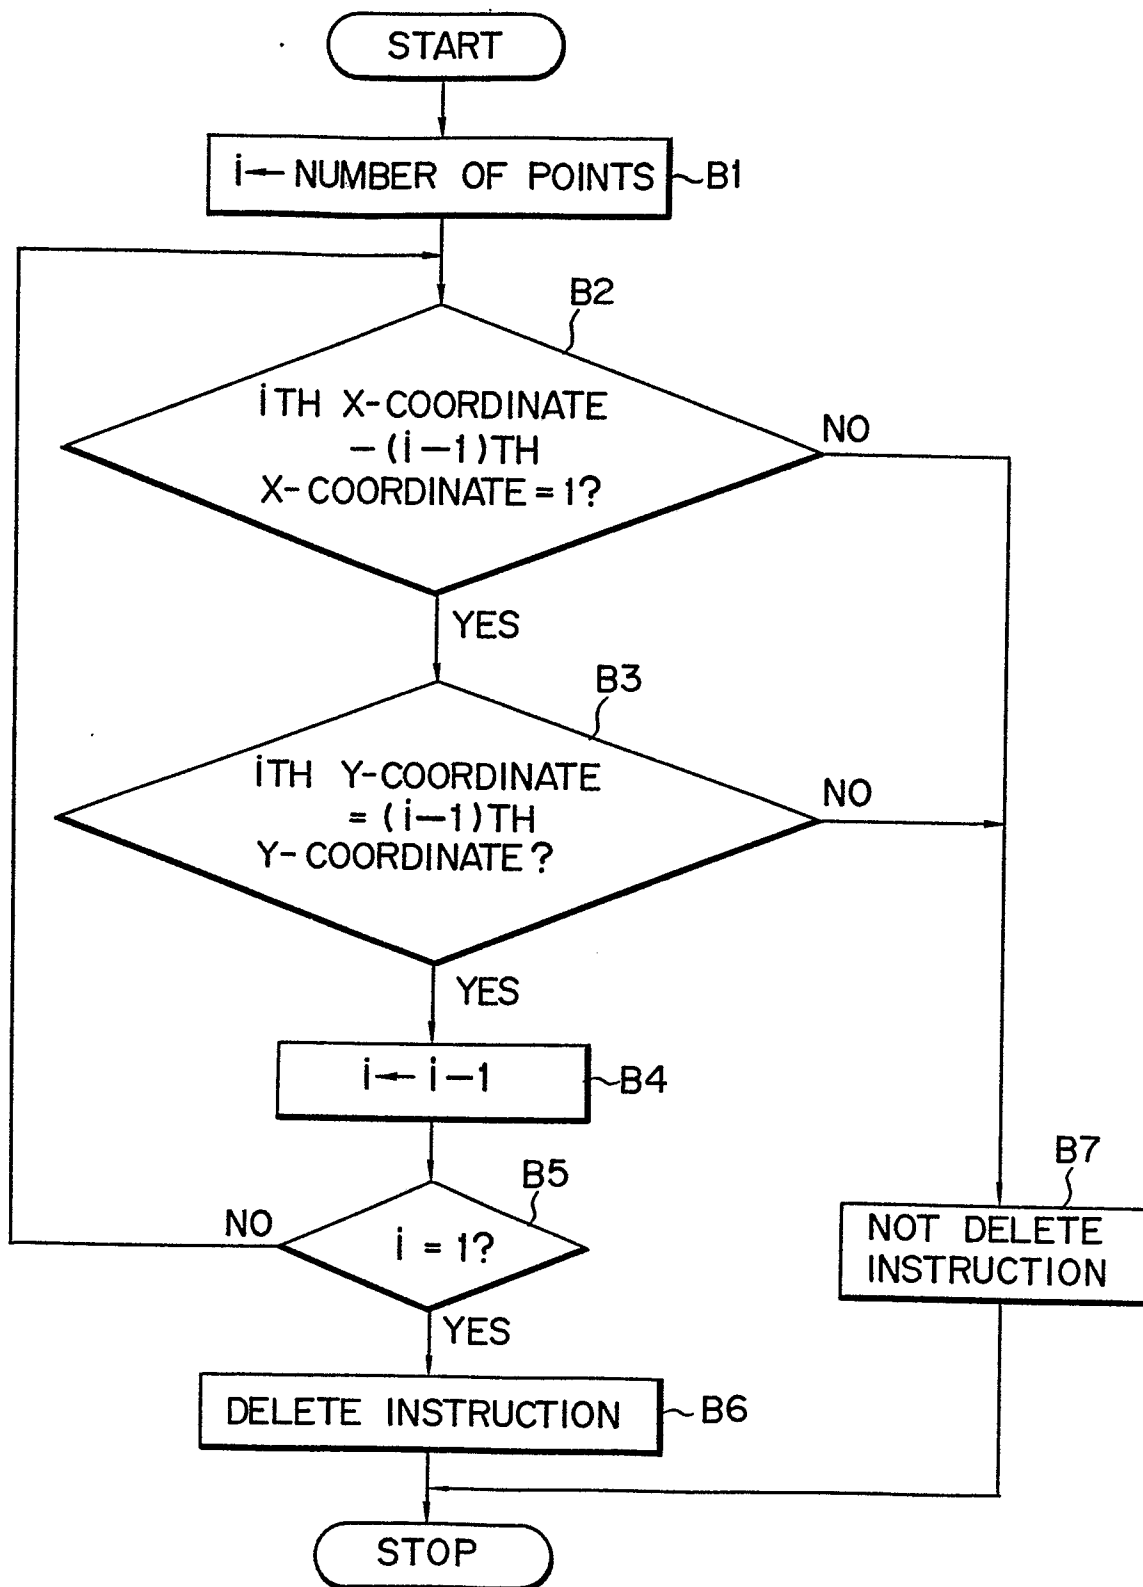 START
i ← NUMBER OF POINTS
B1
B2
iTH X-COORDINATE
- (i-1)TH
X-COORDINATE = 1?
NO
YES
B3
iTH Y-COORDINATE
= (i-1)TH
Y-COORDINATE?
NO
YES
i ← i-1
B4
B5
NO
i = 1?
YES
B7
NOT DELETE
INSTRUCTION
DELETE INSTRUCTION
B6
STOP